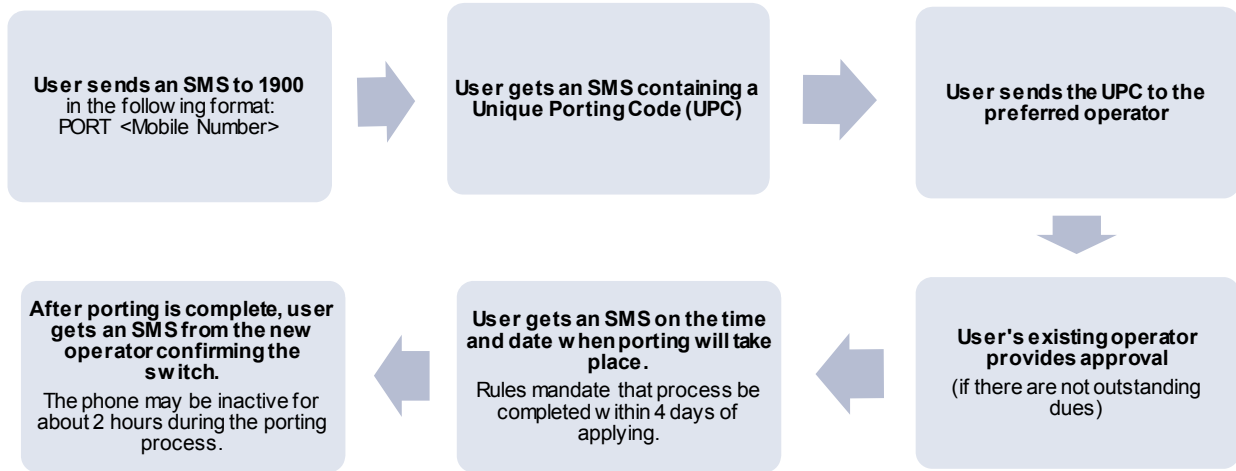 User sends an SMS to 1900
in the following format:
PORT <Mobile Number>
User gets an SMS containing a
Unique Porting Code (UPC)
User sends the UPC to the
preferred operator
User's existing operator
provides approval
(if there are not outstanding
dues)
User gets an SMS on the time
and date when porting will take
place.
Rules mandate that process be
completed within 4 days of
applying.
After porting is complete, user
gets an SMS from the new
operator confirming the
switch.
The phone may be inactive for
about 2 hours during the porting
process.